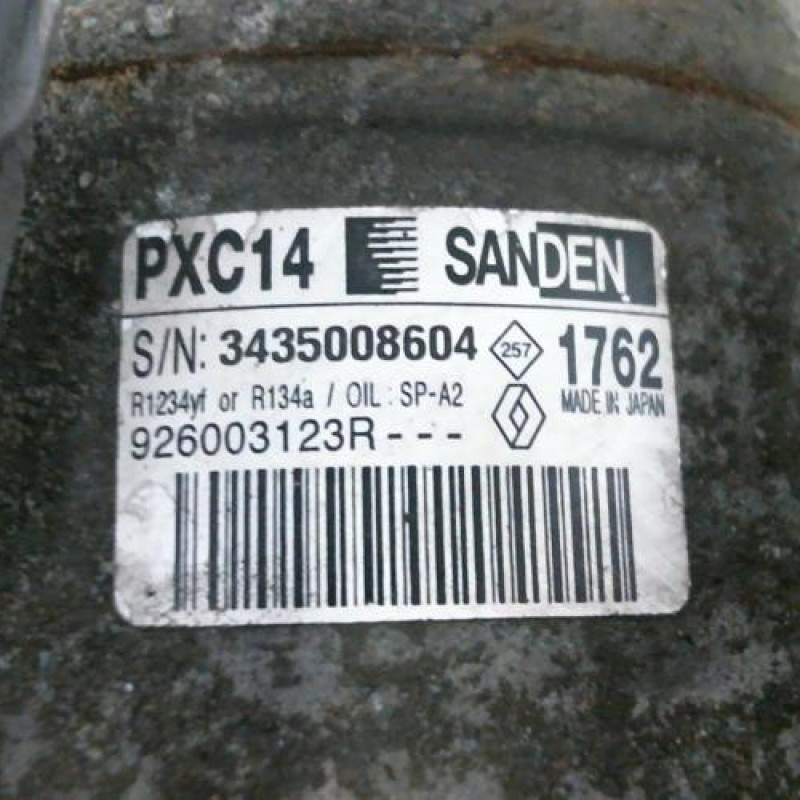 PXC14 SANDEN
S/N: 3435008604 257 1762
R1234yf or R134a / OIL : SP-A2 MADE IN JAPAN
926003123R - - -